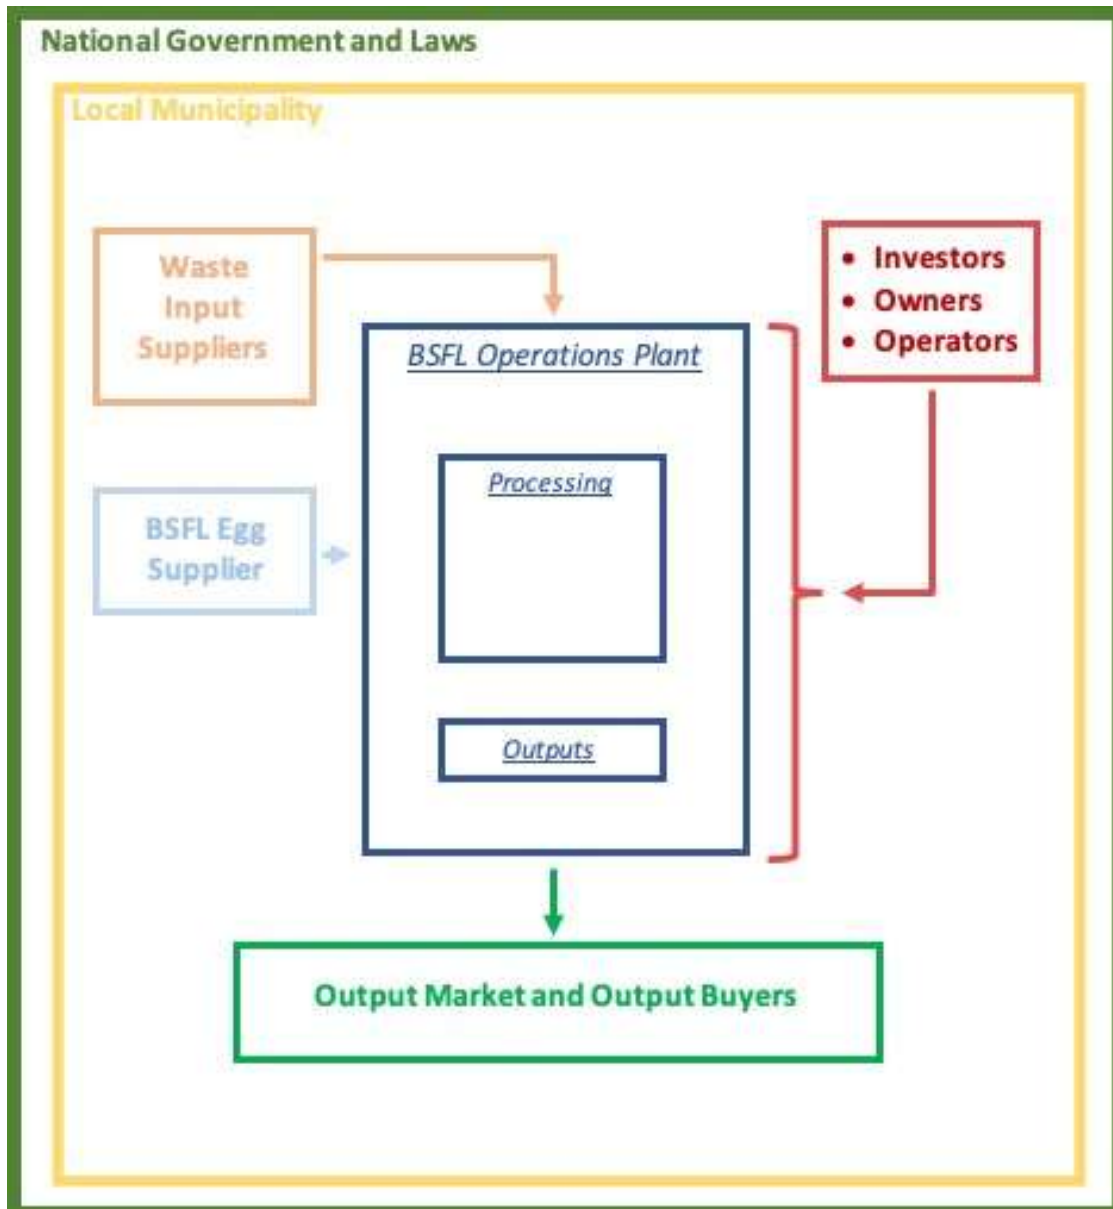 National Government and Laws
Local Municipality
Waste
Input
Suppliers
• Investors
• Owners
• Operators
BSFL Operations Plant
Processing
BSFL Egg
Supplier
Outputs
Output Market and Output Buyers